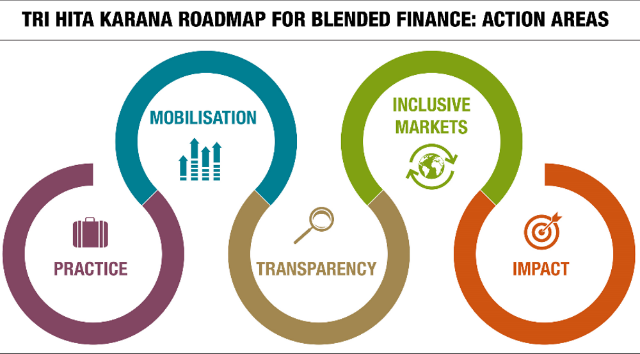 TRI HITA KARANA ROADMAP FOR BLENDED FINANCE: ACTION AREAS
PRACTICE
MOBILISATION
TRANSPARENCY
INCLUSIVE
MARKETS
IMPACT